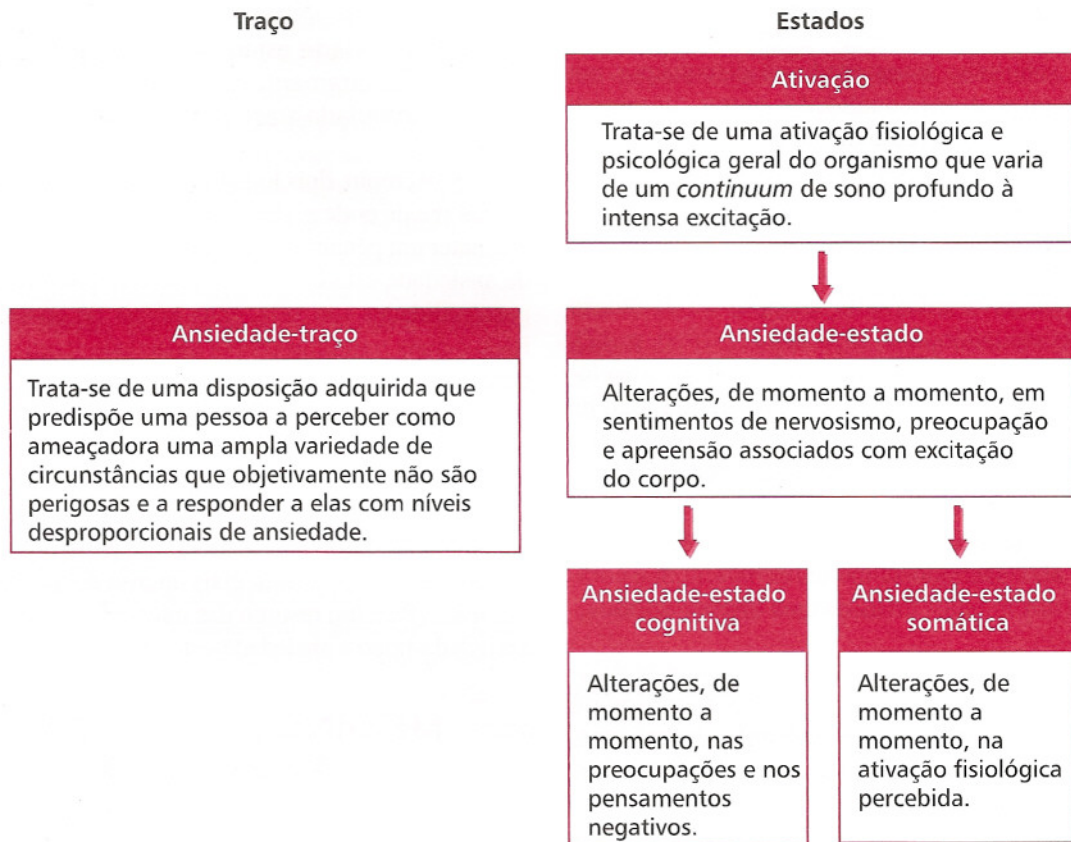 Traço
Estados
Ativação
Trata-se de uma ativação fisiológica e
psicológica geral do organismo que varia
de um continuum de sono profundo à
intensa excitação.
Ansiedade-traço
Trata-se de uma disposição adquirida que
predispõe uma pessoa a perceber como
ameaçadora uma ampla variedade de
circunstâncias que objetivamente não são
perigosas e a responder a elas com níveis
desproporcionais de ansiedade.
Ansiedade-estado
Alterações, de momento a momento, em
sentimentos de nervosismo, preocupação
e apreensão associados com excitação
do corpo.
Ansiedade-estado
cognitiva
Alterações, de
momento a
momento, nas
preocupações e nos
pensamentos
negativos.
Ansiedade-estado
somática
Alterações, de
momento a
momento, na
ativação fisiológica
percebida.